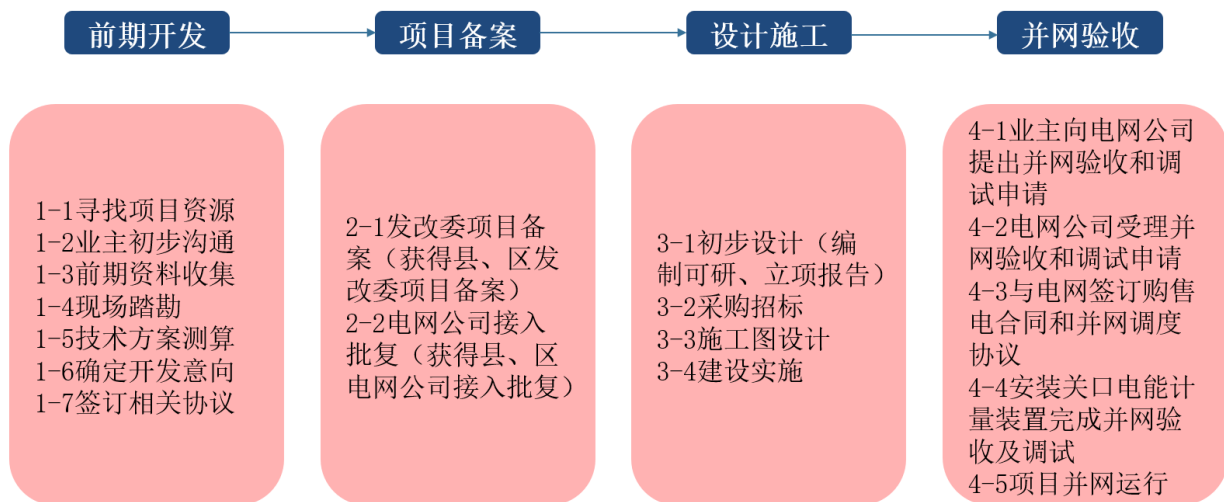 前期开发
项目备案
设计施工
并网验收
1-1寻找项目资源
1-2业主初步沟通
1-3前期资料收集
1-4现场踏勘
1-5技术方案测算
1-6确定开发意向
1-7签订相关协议
2-1发改委项目备
案（获得县、区发
改委项目备案）
2-2电网公司接入
批复（获得县、区
电网公司接入批复）
3-1初步设计（编
制可研、立项报告）
3-2采购招标
3-3施工图设计
3-4建设实施
4-1业主向电网公司
提出并网验收和调
试申请
4-2电网公司受理并
网验收和调试申请
4-3与电网签订购售
电合同和并网调度
协议
4-4安装关口电能计
量装置完成并网验
收及调试
4-5项目并网运行